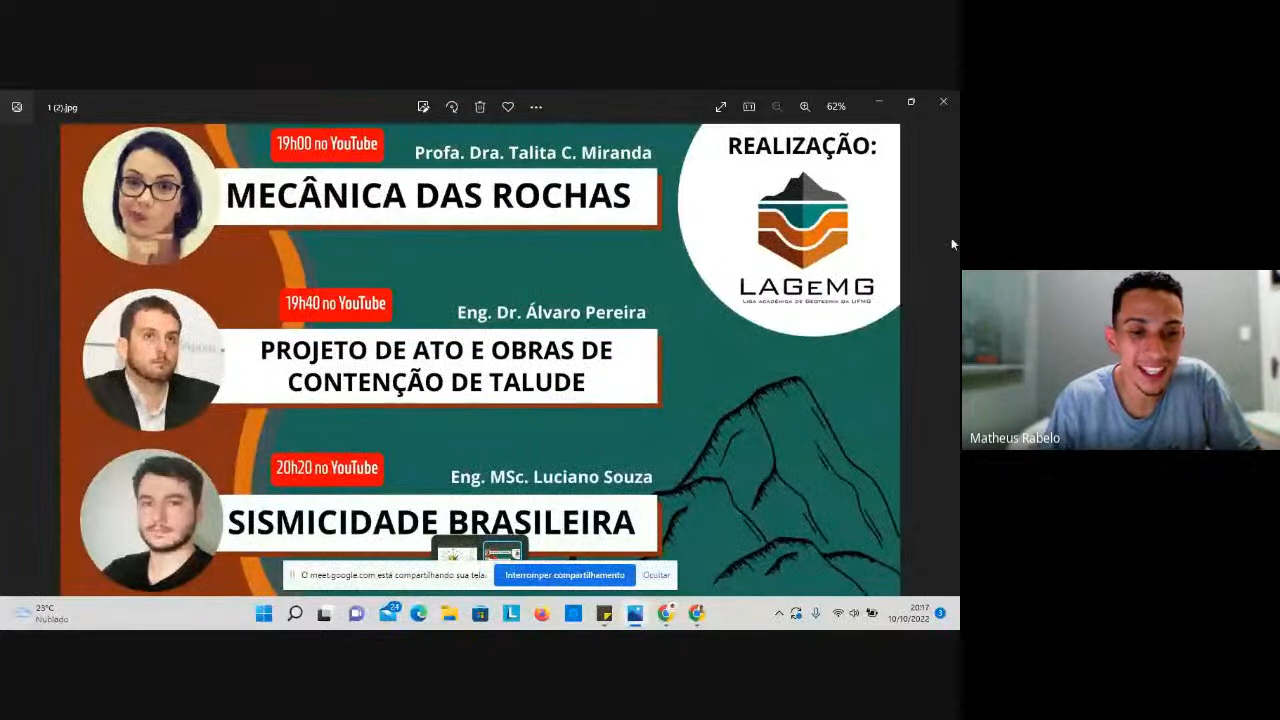 1 (2).jpg
62%
19h00 no YouTube
Profa. Dra. Talita C. Miranda
MECÂNICA DAS ROCHAS
REALIZAÇÃO:
LAGeMG
LIGA ACADÊMICA DE GEOTECNIA DA UFMG
19h40 no YouTube
Eng. Dr. Álvaro Pereira
PROJETO DE ATO E OBRAS DE
CONTENÇÃO DE TALUDE
20h20 no YouTube
Eng. MSc. Luciano Souza
SISMICIDADE BRASILEIRA
Matheus Rabelo
O meet.google.com está compartilhando sua tela.
Interromper compartilhamento
Ocultar
23°C
Nublado
24
L
20:17
10/10/2022
3